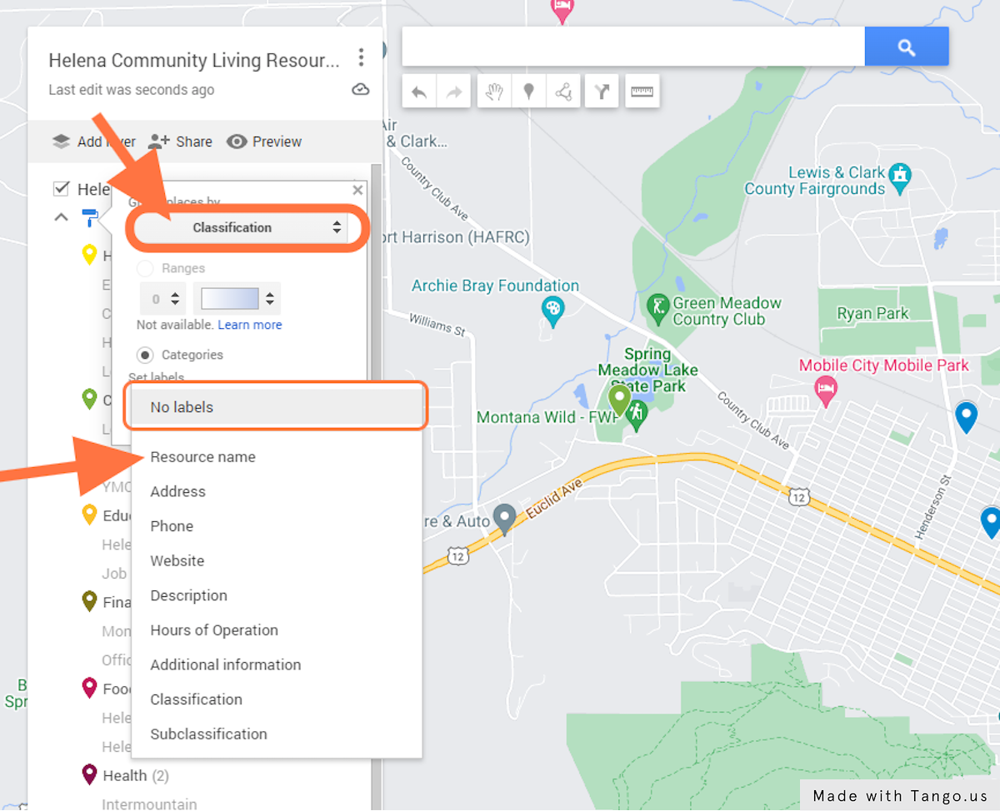 Helena Community Living Resour...
Last edit was seconds ago
Share
Preview
Hele
Classification
Ranges
0
Not available. Learn more
Categories
Set labels
No labels
Resource name
Address
Phone
Website
Description
Hours of Operation
Additional information
Classification
Subclassification
H
E
C
H
L
C
L
YMC
Educ
Hele
Job
Fina
Mon
Offic
Food
Hele
Hele
Health (2)
Intermountain
Air
& Clark...
Country Club Ave
ort Harrison (HAFRC)
Lewis & Clark
County Fairgrounds
Archie Bray Foundation
Green Meadow
Country Club
Ryan Park
Williams St
Spring
Meadow Lake
State Park
Mobile City Mobile Park
Montana Wild - FWP
Country Club Ave
12
Euclid Ave
Henderson St
re & Auto
12
B
Spr
Made with Tango.us